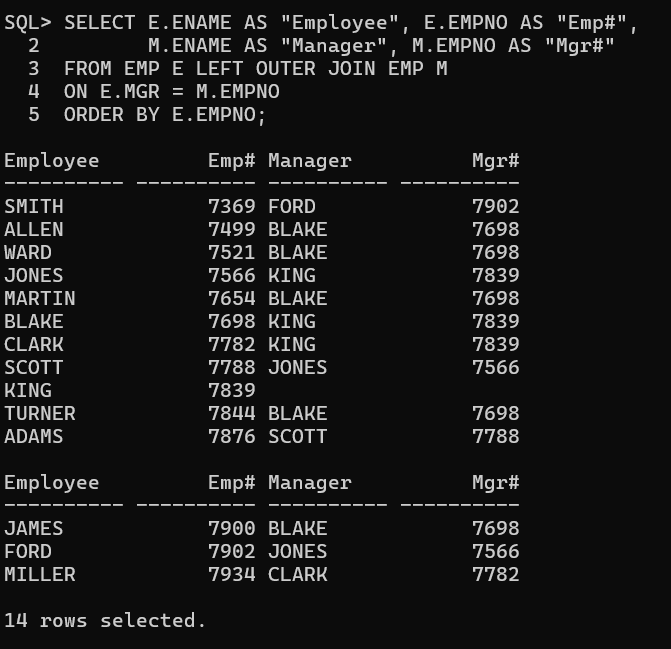 SQL> SELECT E.ENAME AS "Employee", E.EMPNO AS "Emp#",
  2         M.ENAME AS "Manager", M.EMPNO AS "Mgr#"
  3  FROM EMP E LEFT OUTER JOIN EMP M
  4  ON E.MGR = M.EMPNO
  5  ORDER BY E.EMPNO;

Employee         Emp# Manager          Mgr#
---------- ---------- ---------- ----------
SMITH            7369 FORD             7902
ALLEN            7499 BLAKE            7698
WARD             7521 BLAKE            7698
JONES            7566 KING             7839
MARTIN           7654 BLAKE            7698
BLAKE            7698 KING             7839
CLARK            7782 KING             7839
SCOTT            7788 JONES            7566
KING             7839
TURNER           7844 BLAKE            7698
ADAMS            7876 SCOTT            7788

Employee         Emp# Manager          Mgr#
---------- ---------- ---------- ----------
JAMES            7900 BLAKE            7698
FORD             7902 JONES            7566
MILLER           7934 CLARK            7782

14 rows selected.